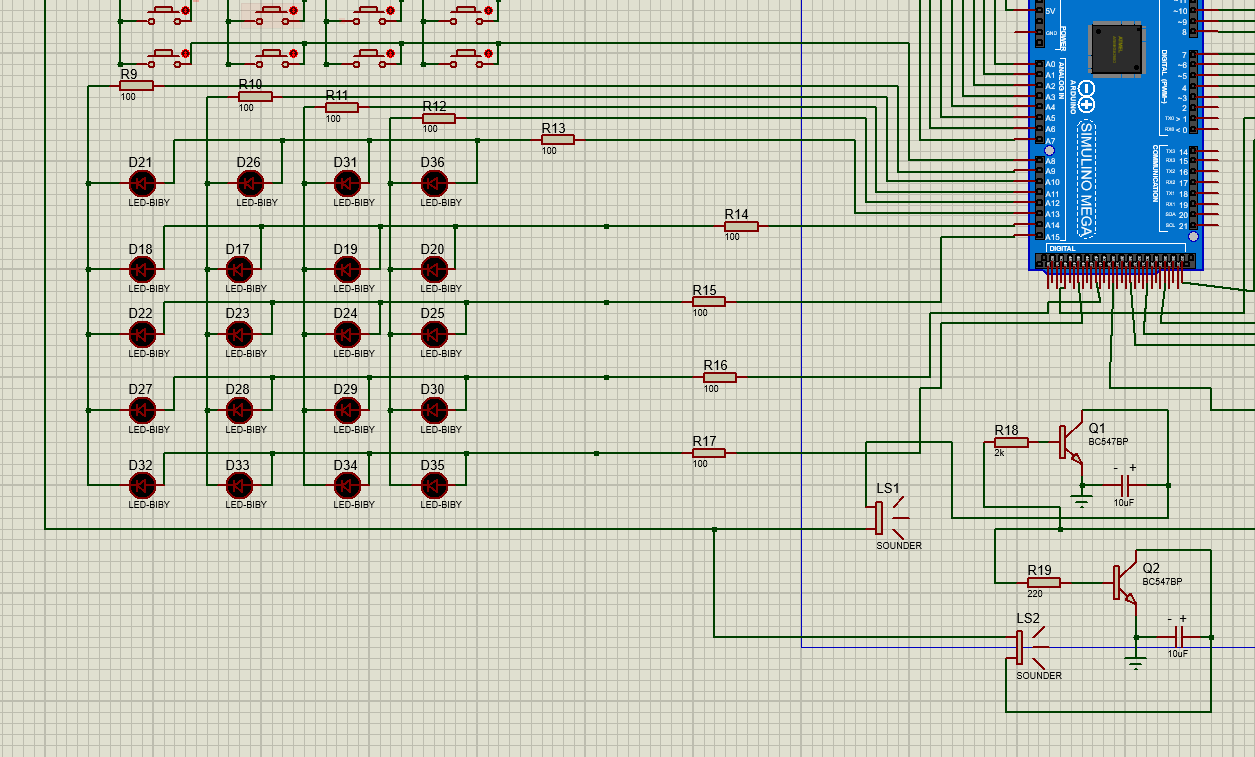 R9
100
R10
100
R11
100
R12
100
R13
100
D21
LED-BIBY
D26
LED-BIBY
D31
LED-BIBY
D36
LED-BIBY
R14
100
D18
LED-BIBY
D17
LED-BIBY
D19
LED-BIBY
D20
LED-BIBY
R15
100
D22
LED-BIBY
D23
LED-BIBY
D24
LED-BIBY
D25
LED-BIBY
R16
100
D27
LED-BIBY
D28
LED-BIBY
D29
LED-BIBY
D30
LED-BIBY
R17
100
D32
LED-BIBY
D33
LED-BIBY
D34
LED-BIBY
D35
LED-BIBY
LS1
SOUNDER
R18
2k
Q1
BC547BP
- +
10uF
R19
220
Q2
BC547BP
- +
10uF
LS2
SOUNDER
5V
GND
POWER
A0
A1
A2
A3
A4
A5
A6
A7
A8
A9
A10
A11
A12
A13
A14
A15
ANALOG IN
ARDUINO
SIMULINO MEGA
ATMEL
~10
~9
8
7
~6
~5
4
~3
2
TX0 > 1
RX0 < 0
DIGITAL (PWM~)
TX3 14
RX3 15
TX2 16
RX2 17
TX1 18
RX1 19
SDA 20
SCL 21
COMMUNICATION
DIGITAL